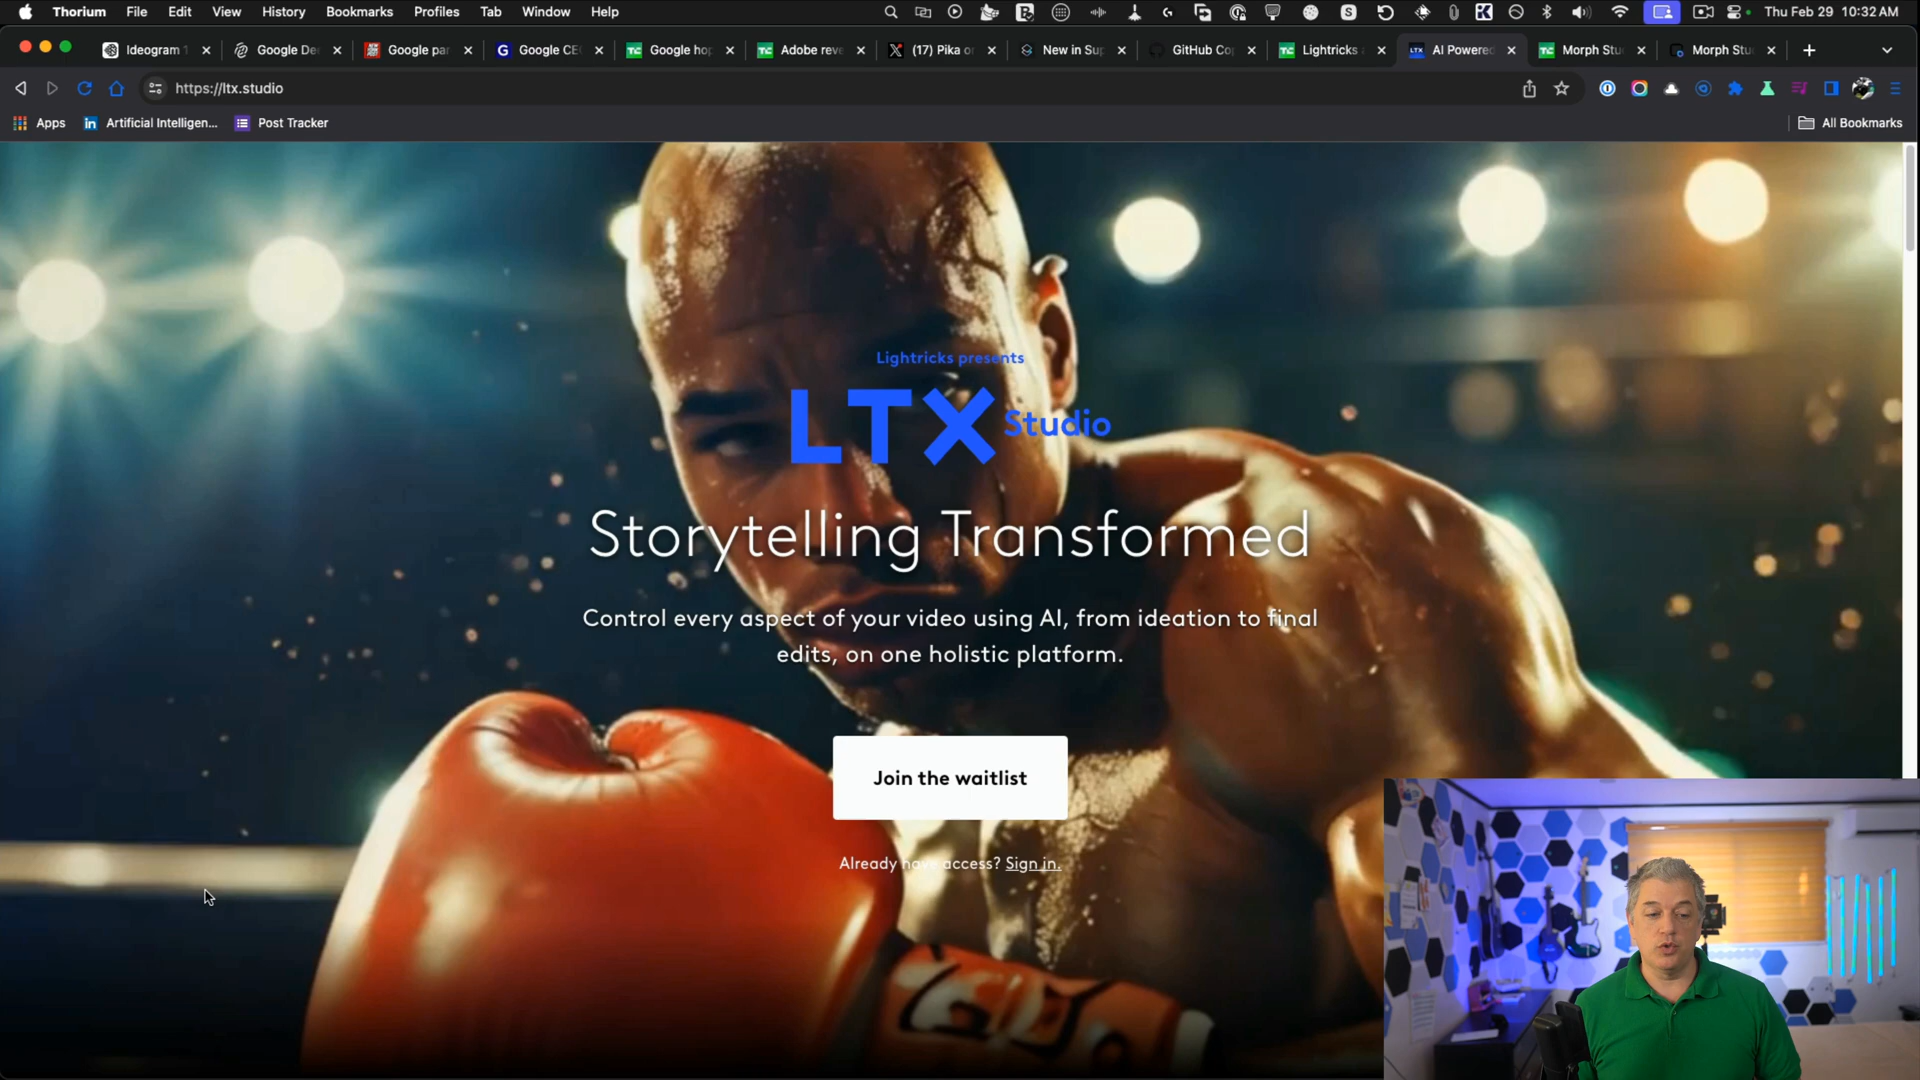 Thorium File Edit View History Bookmarks Profiles Tab Window Help Thu Feb 29 10:32 AM
Ideogram 1 Google De Google par Google CE Google hop Adobe reve (17) Pika on New in Sup GitHub Co Lightricks AI Powered Morph Stu Morph Stu
https://ltx.studio
Apps Artificial Intelligen... Post Tracker All Bookmarks
Lightricks presents
LTX Studio
Storytelling Transformed
Control every aspect of your video using AI, from ideation to final
edits, on one holistic platform.
Join the waitlist
Already have access? Sign in.